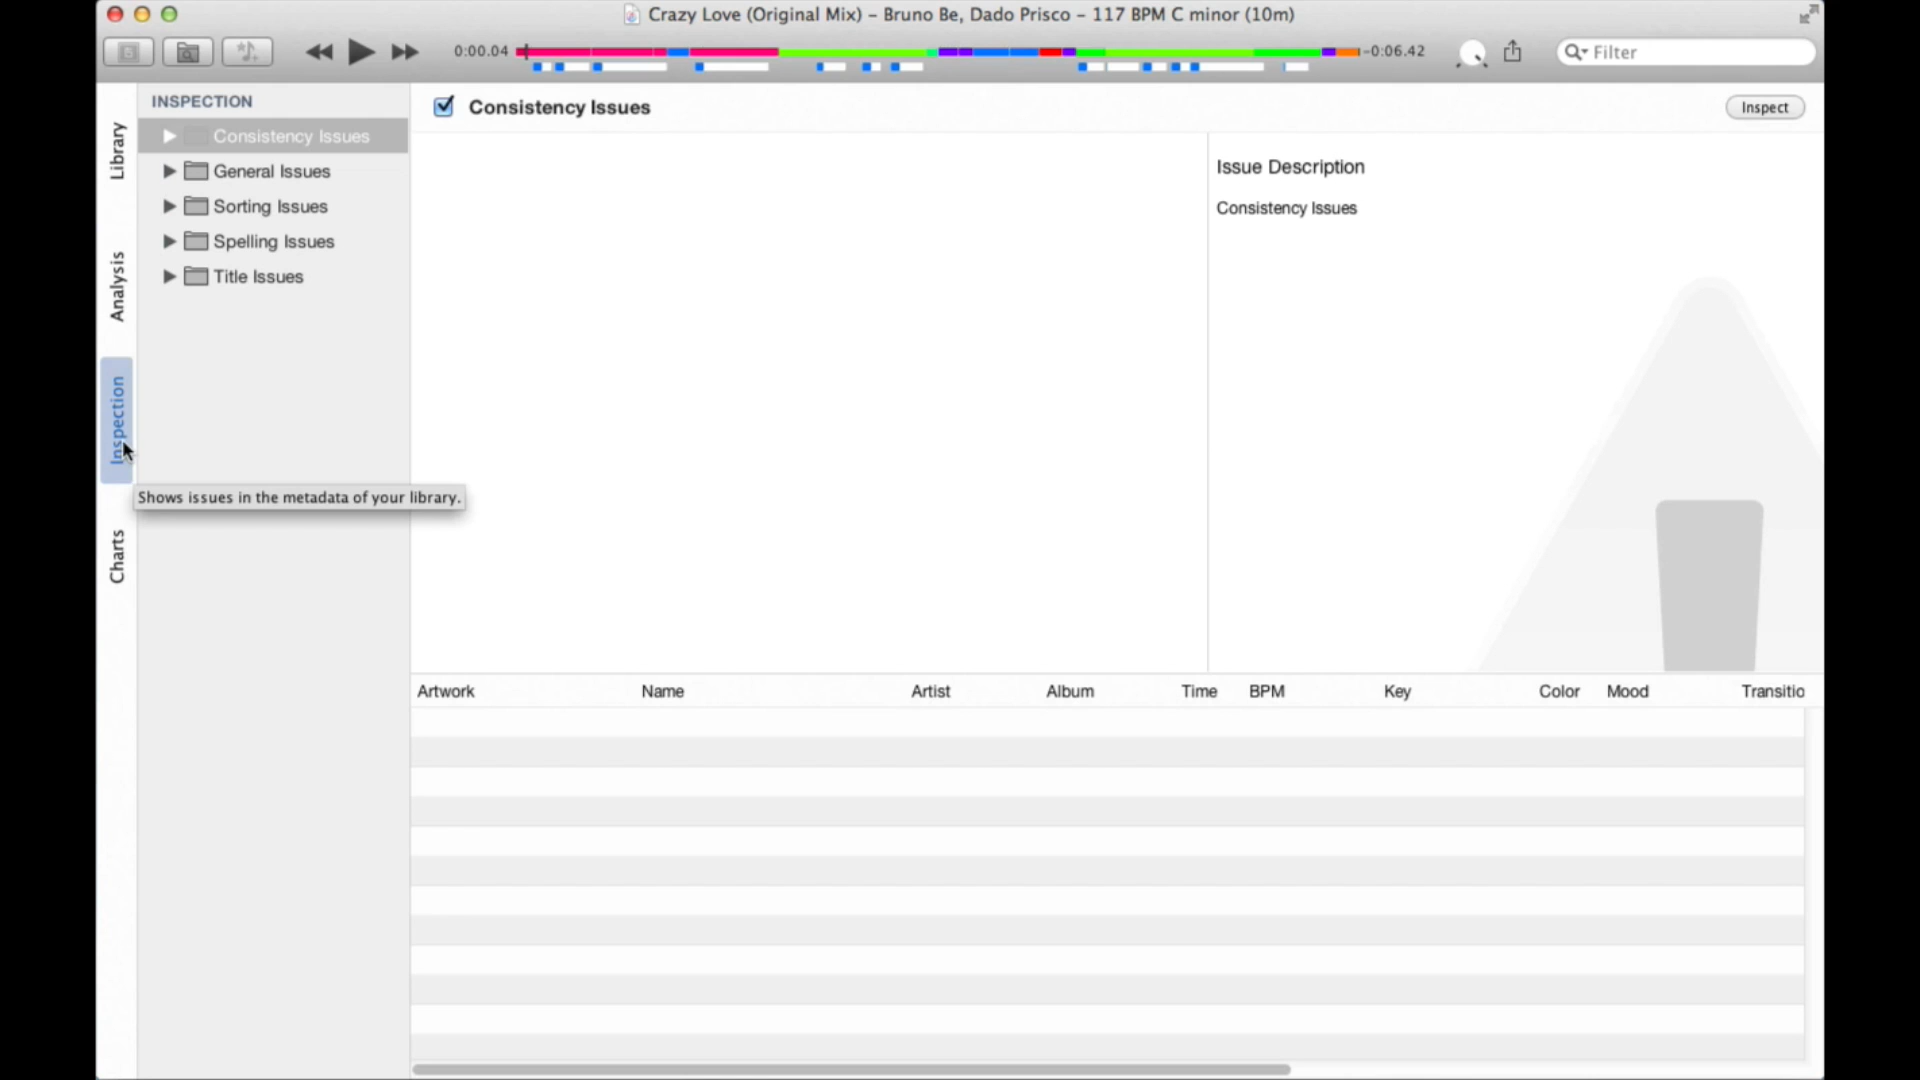 Crazy Love (Original Mix) – Bruno Be, Dado Prisco – 117 BPM C minor (10m)
0:00.04
-0:06.42
Filter
Library
Analysis
Inspection
Charts
INSPECTION
Consistency Issues
General Issues
Sorting Issues
Spelling Issues
Title Issues
Shows issues in the metadata of your library.
Consistency Issues
Inspect
Issue Description
Consistency Issues
Artwork Name Artist Album Time BPM Key Color Mood Transitio